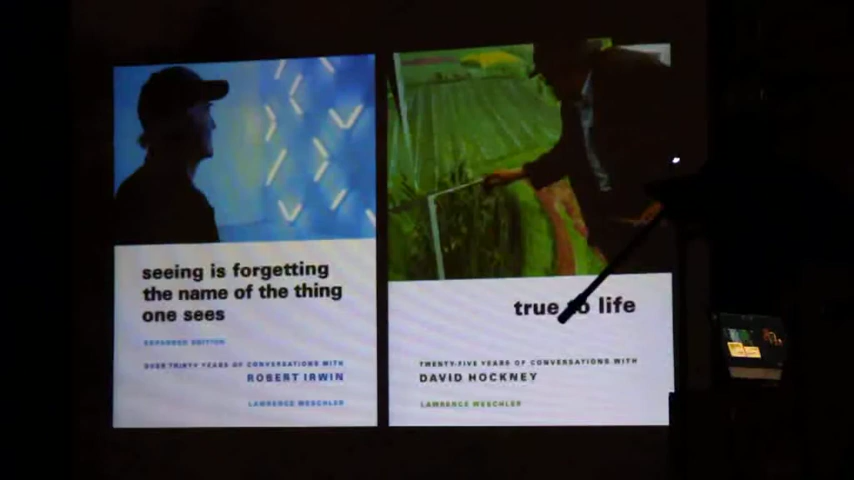 seeing is forgetting
the name of the thing
one sees
EXPANDED EDITION
OVER THIRTY YEARS OF CONVERSATIONS WITH
ROBERT IRWIN
LAWRENCE WESCHLER
true to life
TWENTY-FIVE YEARS OF CONVERSATIONS WITH
DAVID HOCKNEY
LAWRENCE WESCHLER